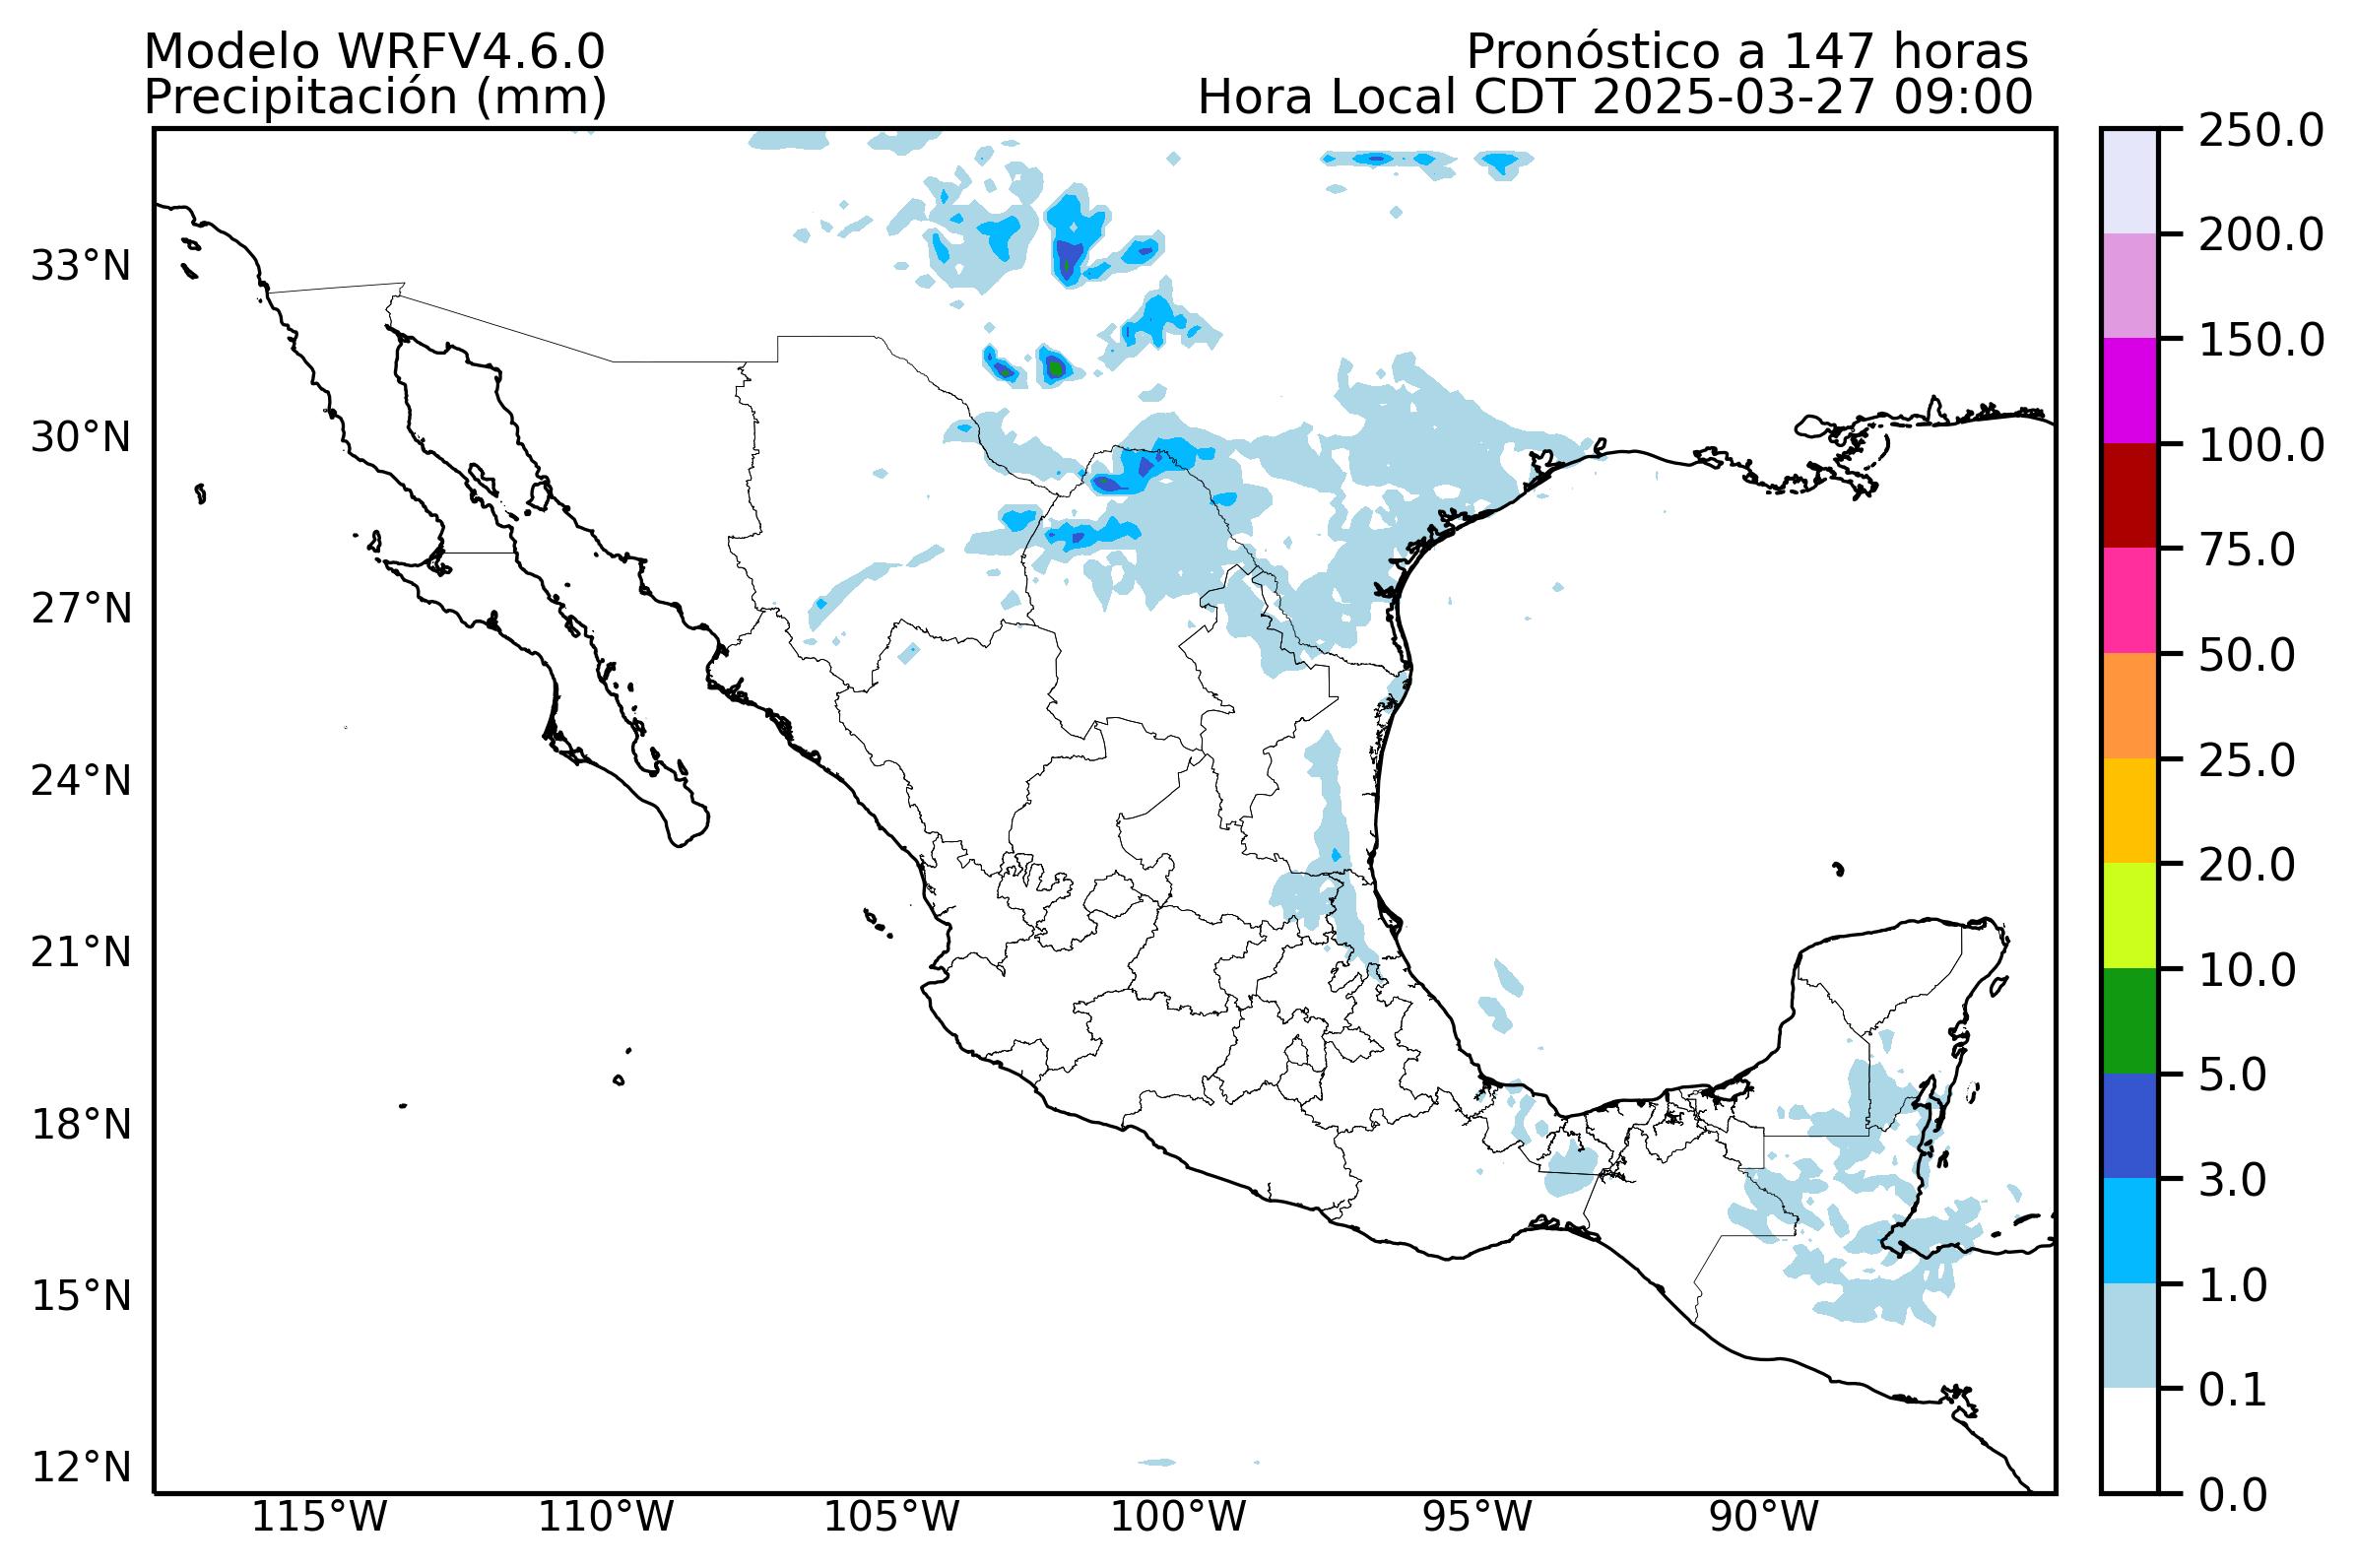 Modelo WRFV4.6.0
Pronóstico a 147 horas
Precipitación (mm)
Hora Local CDT 2025-03-27 09:00
250.0
200.0
150.0
100.0
75.0
50.0
25.0
20.0
10.0
5.0
3.0
1.0
0.1
0.0
33°N
30°N
27°N
24°N
21°N
18°N
15°N
12°N
115°W
110°W
105°W
100°W
95°W
90°W